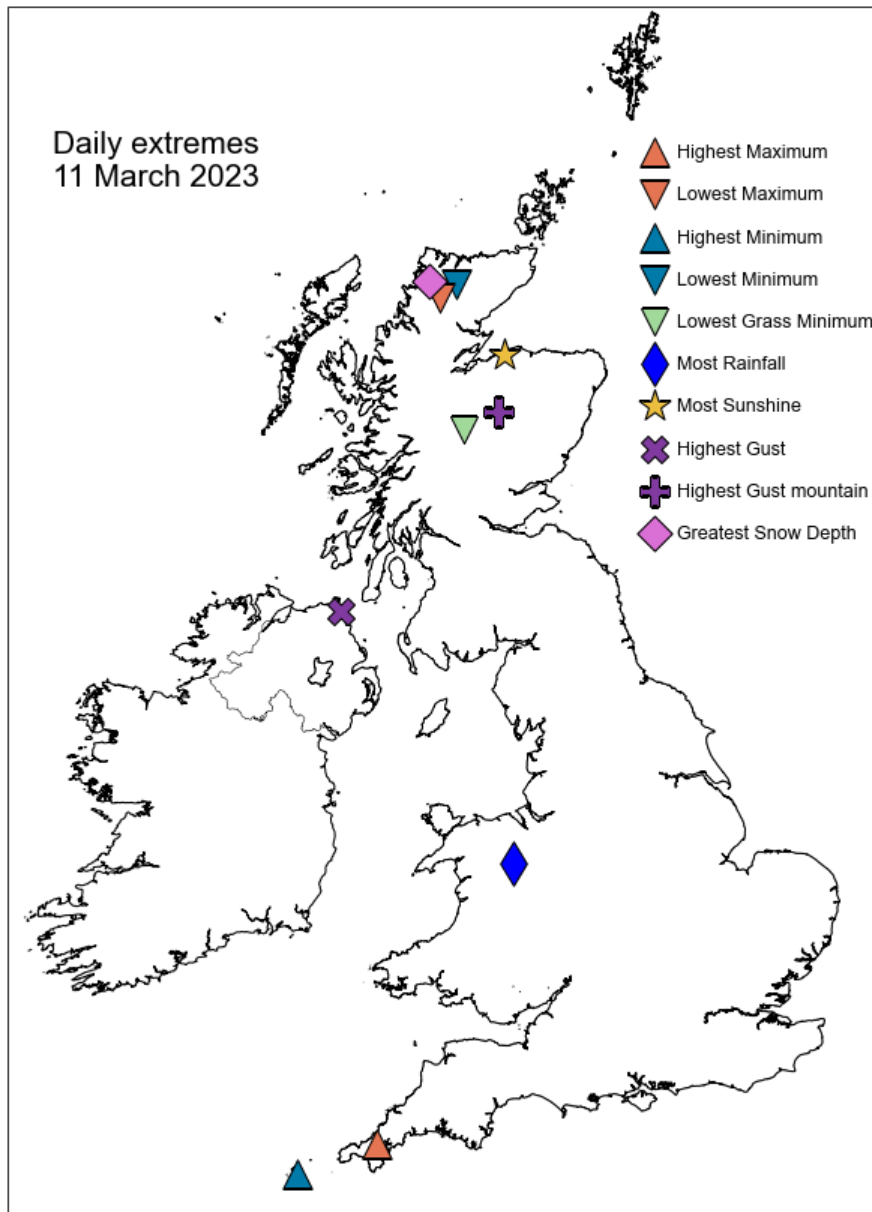 Daily extremes
11 March 2023
Highest Maximum
Lowest Maximum
Highest Minimum
Lowest Minimum
Lowest Grass Minimum
Most Rainfall
Most Sunshine
Highest Gust
Highest Gust mountain
Greatest Snow Depth